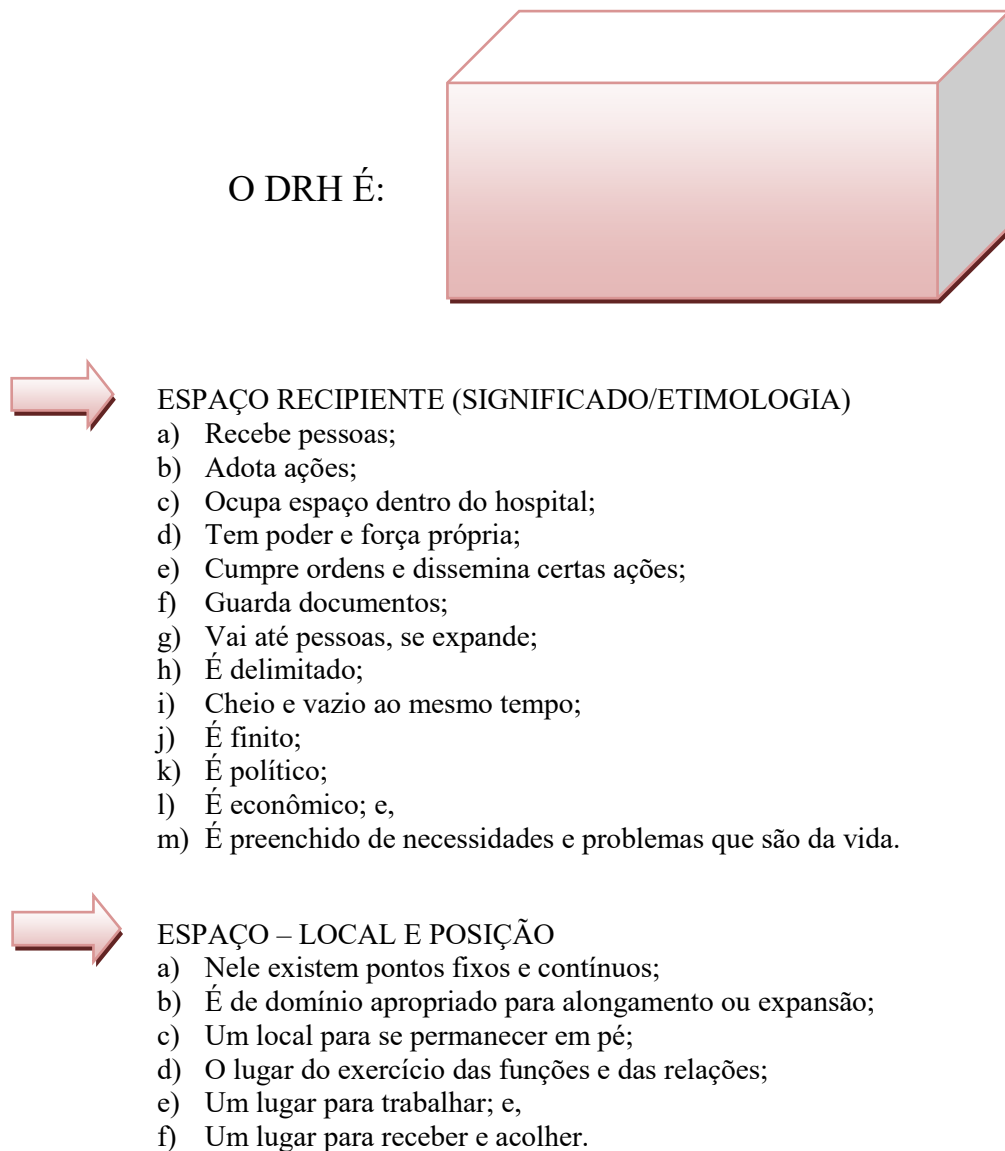 O DRH É:
ESPAÇO RECIPIENTE (SIGNIFICADO/ETIMOLOGIA)
a) Recebe pessoas;
b) Adota ações;
c) Ocupa espaço dentro do hospital;
d) Tem poder e força própria;
e) Cumpre ordens e dissemina certas ações;
f) Guarda documentos;
g) Vai até pessoas, se expande;
h) É delimitado;
i) Cheio e vazio ao mesmo tempo;
j) É finito;
k) É político;
l) É econômico; e,
m) É preenchido de necessidades e problemas que são da vida.
ESPAÇO – LOCAL E POSIÇÃO
a) Nele existem pontos fixos e contínuos;
b) É de domínio apropriado para alongamento ou expansão;
c) Um local para se permanecer em pé;
d) O lugar do exercício das funções e das relações;
e) Um lugar para trabalhar; e,
f) Um lugar para receber e acolher.